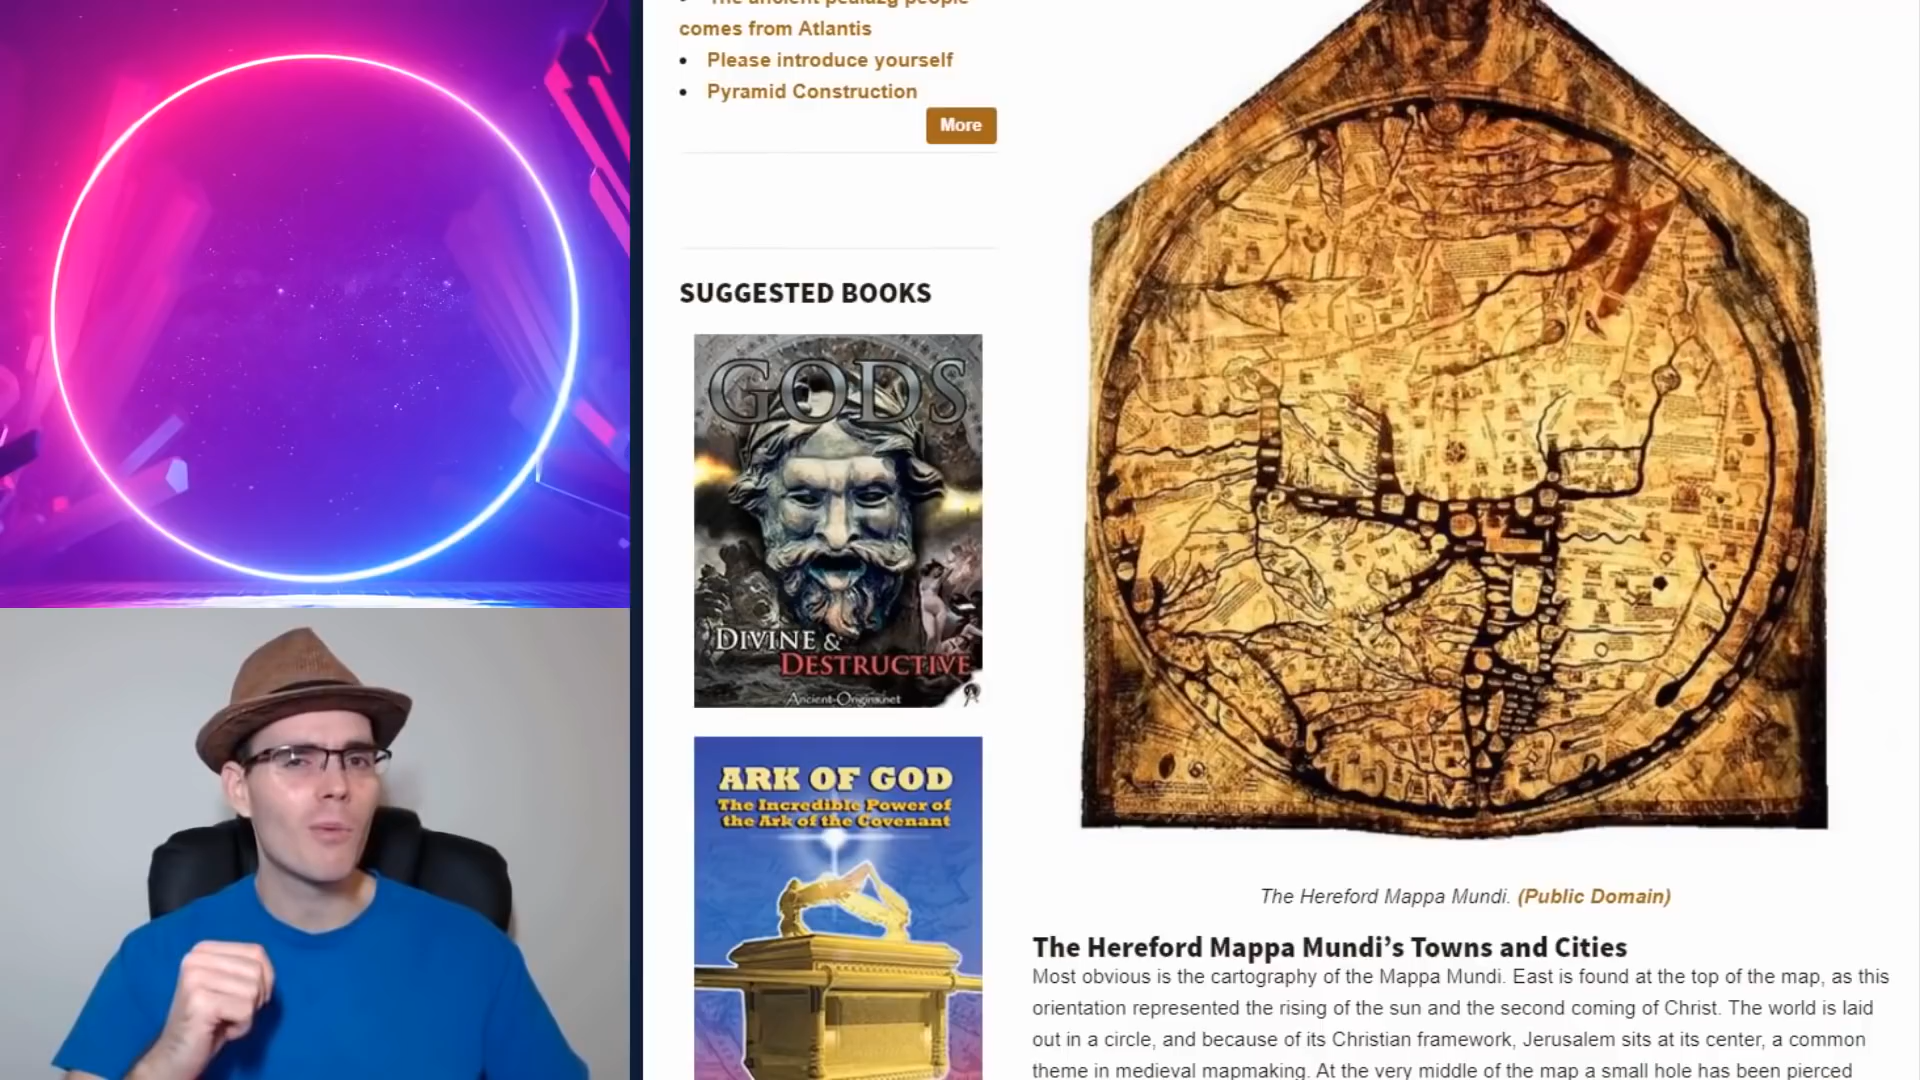 comes from Atlantis
Please introduce yourself
Pyramid Construction
More
SUGGESTED BOOKS
GODS
DIVINE &
DESTRUCTIVE
Ancient-Origins.net
ARK OF GOD
The Incredible Power of
the Ark of the Covenant
The Hereford Mappa Mundi. (Public Domain)
The Hereford Mappa Mundi’s Towns and Cities
Most obvious is the cartography of the Mappa Mundi. East is found at the top of the map, as this
orientation represented the rising of the sun and the second coming of Christ. The world is laid
out in a circle, and because of its Christian framework, Jerusalem sits at its center, a common
theme in medieval mapmaking. At the very middle of the map a small hole has been pierced